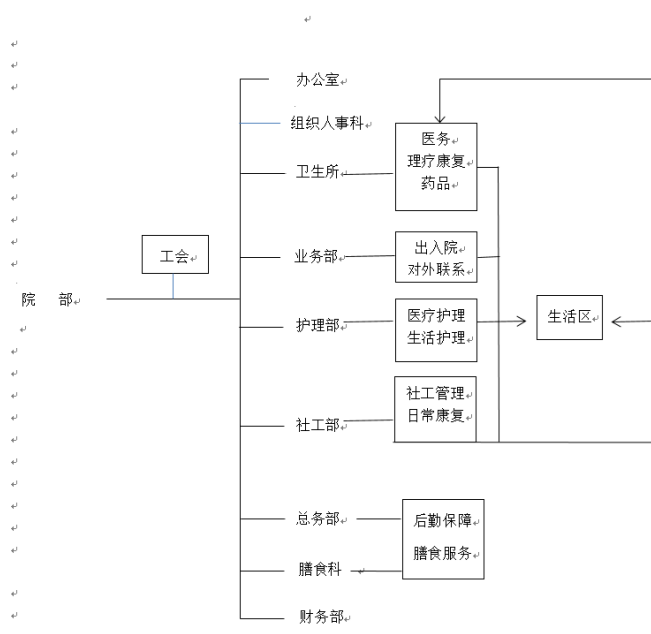 办公室
组织人事科
卫生所
医务
理疗康复
药品
工会
业务部
出入院
对外联系
院 部
护理部
医疗护理
生活护理
生活区
社工部
社工管理
日常康复
总务部
后勤保障
膳食服务
膳食科
财务部